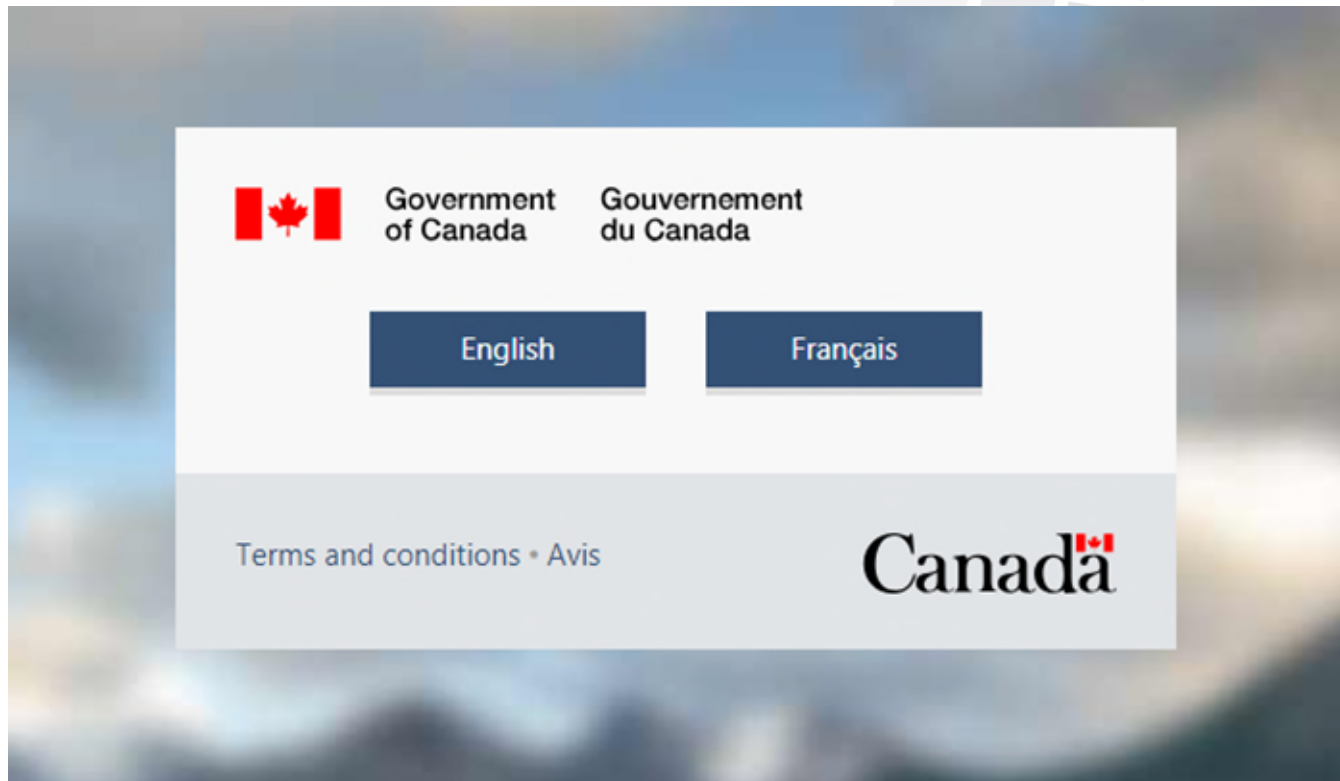 Government of Canada
Gouvernement du Canada
English
Français
Terms and conditions • Avis
Canada